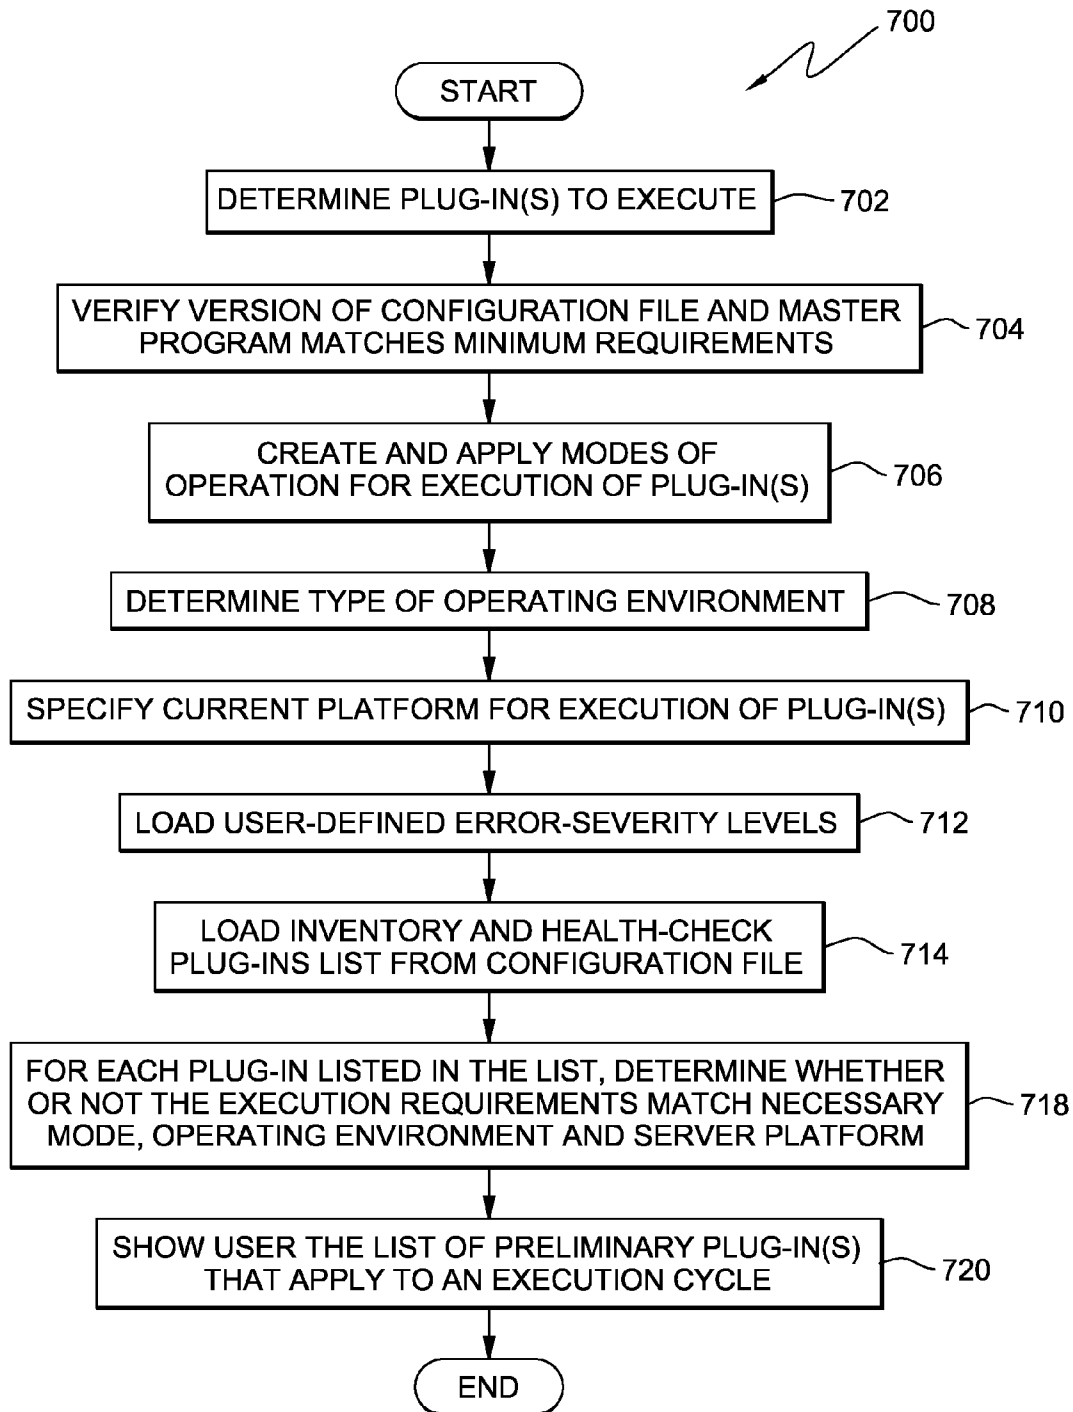 700
START
DETERMINE PLUG-IN(S) TO EXECUTE
702
VERIFY VERSION OF CONFIGURATION FILE AND MASTER
PROGRAM MATCHES MINIMUM REQUIREMENTS
704
CREATE AND APPLY MODES OF
OPERATION FOR EXECUTION OF PLUG-IN(S)
706
DETERMINE TYPE OF OPERATING ENVIRONMENT
708
SPECIFY CURRENT PLATFORM FOR EXECUTION OF PLUG-IN(S)
710
LOAD USER-DEFINED ERROR-SEVERITY LEVELS
712
LOAD INVENTORY AND HEALTH-CHECK
PLUG-INS LIST FROM CONFIGURATION FILE
714
FOR EACH PLUG-IN LISTED IN THE LIST, DETERMINE WHETHER
OR NOT THE EXECUTION REQUIREMENTS MATCH NECESSARY
MODE, OPERATING ENVIRONMENT AND SERVER PLATFORM
718
SHOW USER THE LIST OF PRELIMINARY PLUG-IN(S)
THAT APPLY TO AN EXECUTION CYCLE
720
END